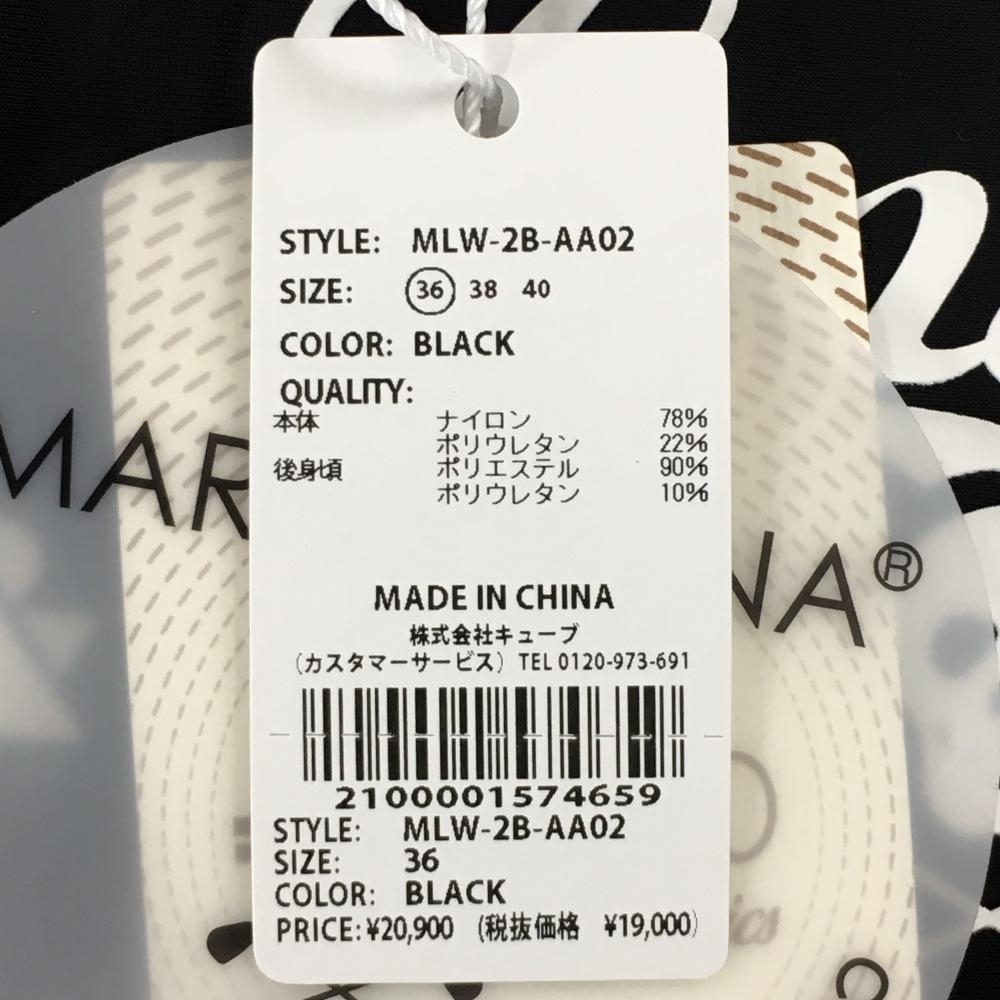 STYLE: MLW-2B-AA02
SIZE: 36 38 40
COLOR: BLACK
QUALITY:
本体 ナイロン 78%
ポリウレタン 22%
後身頃 ポリエステル 90%
ポリウレタン 10%
MAR
NA®
MADE IN CHINA
株式会社キューブ
(カスタマーサービス) TEL 0120-973-691
2100001574659
STYLE: MLW-2B-AA02
SIZE: 36
COLOR: BLACK
PRICE: ¥20,900 (税抜価格 ¥19,000)